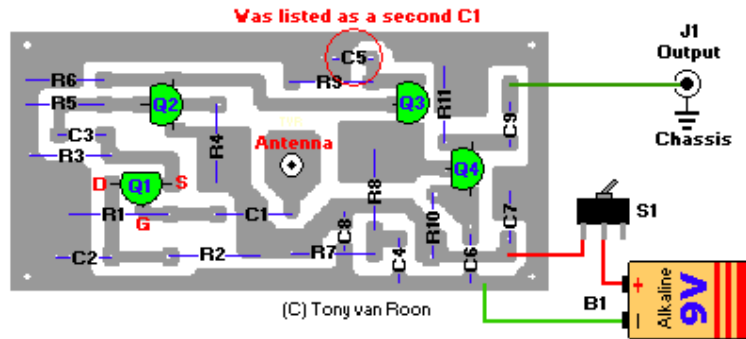 Was listed as a second C1
J1
Output
C5
R6
R9
R5
Q2
Q3
R11
C9
C3
R4
Chassis
Antenna
R3
Q4
D
Q1
S
R8
S1
R1
G
C1
R10
C7
C8
C2
R2
R7
C4
C6
B1
+
−
Alkaline
9V
(C) Tony van Roon